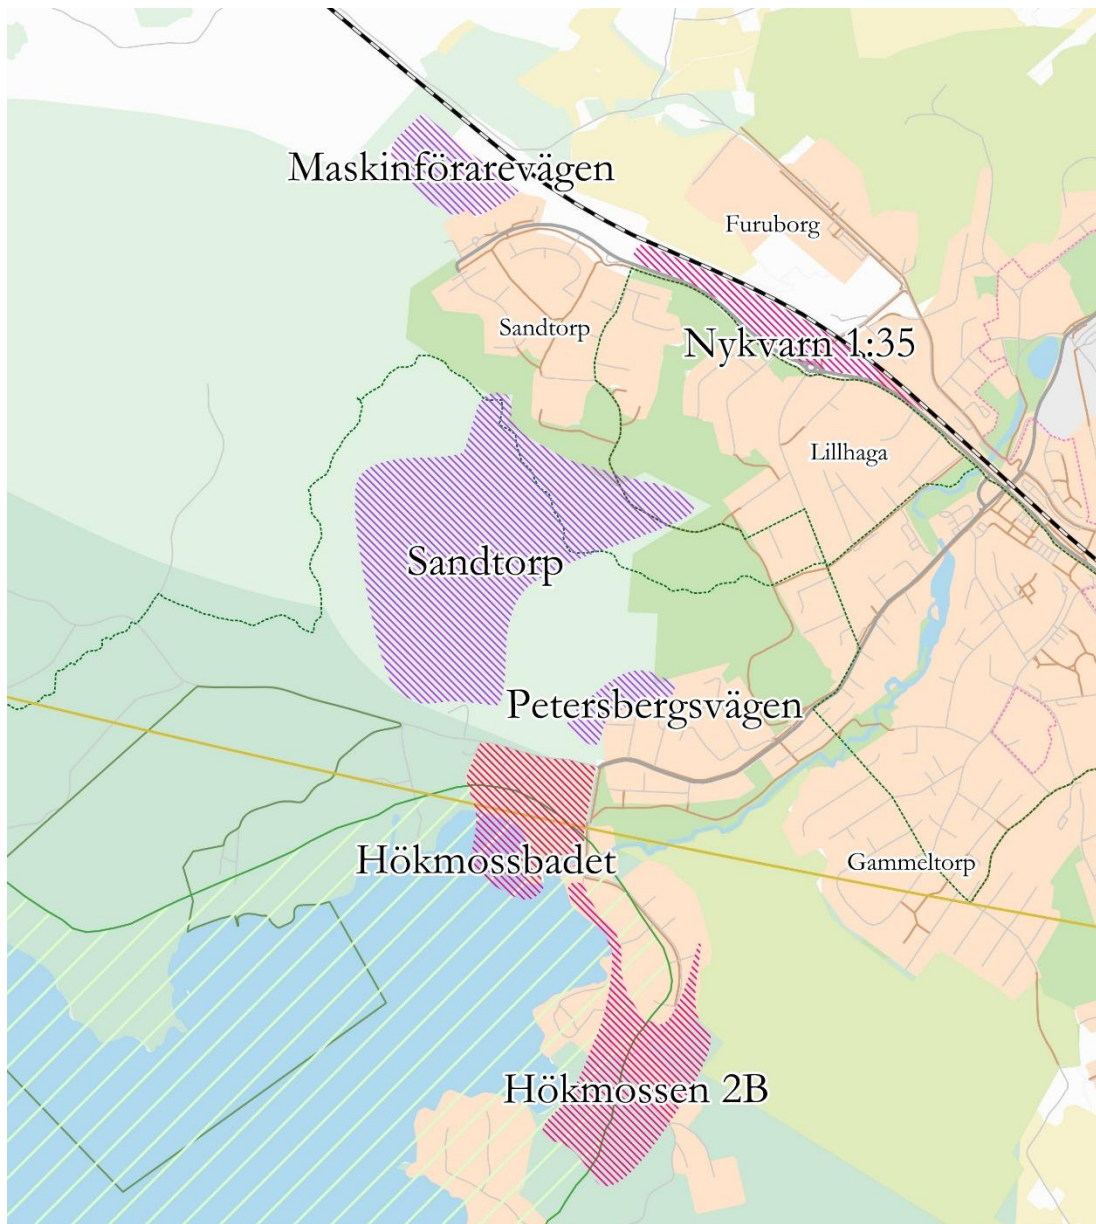 Maskinförarevägen
Furuborg
Sandtorp
Nykvarn 1:35
Lillhaga
Sandtorp
Petersbergsvägen
Hökmossbadet
Gammeltorp
Hökmossen 2B